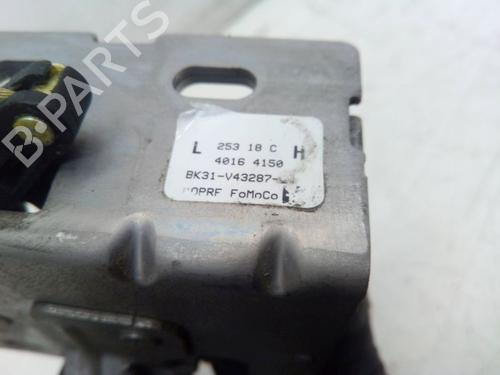 L 253 18 C H
4016 4150
BK31-V43287-
FoMoCo
B-Parts